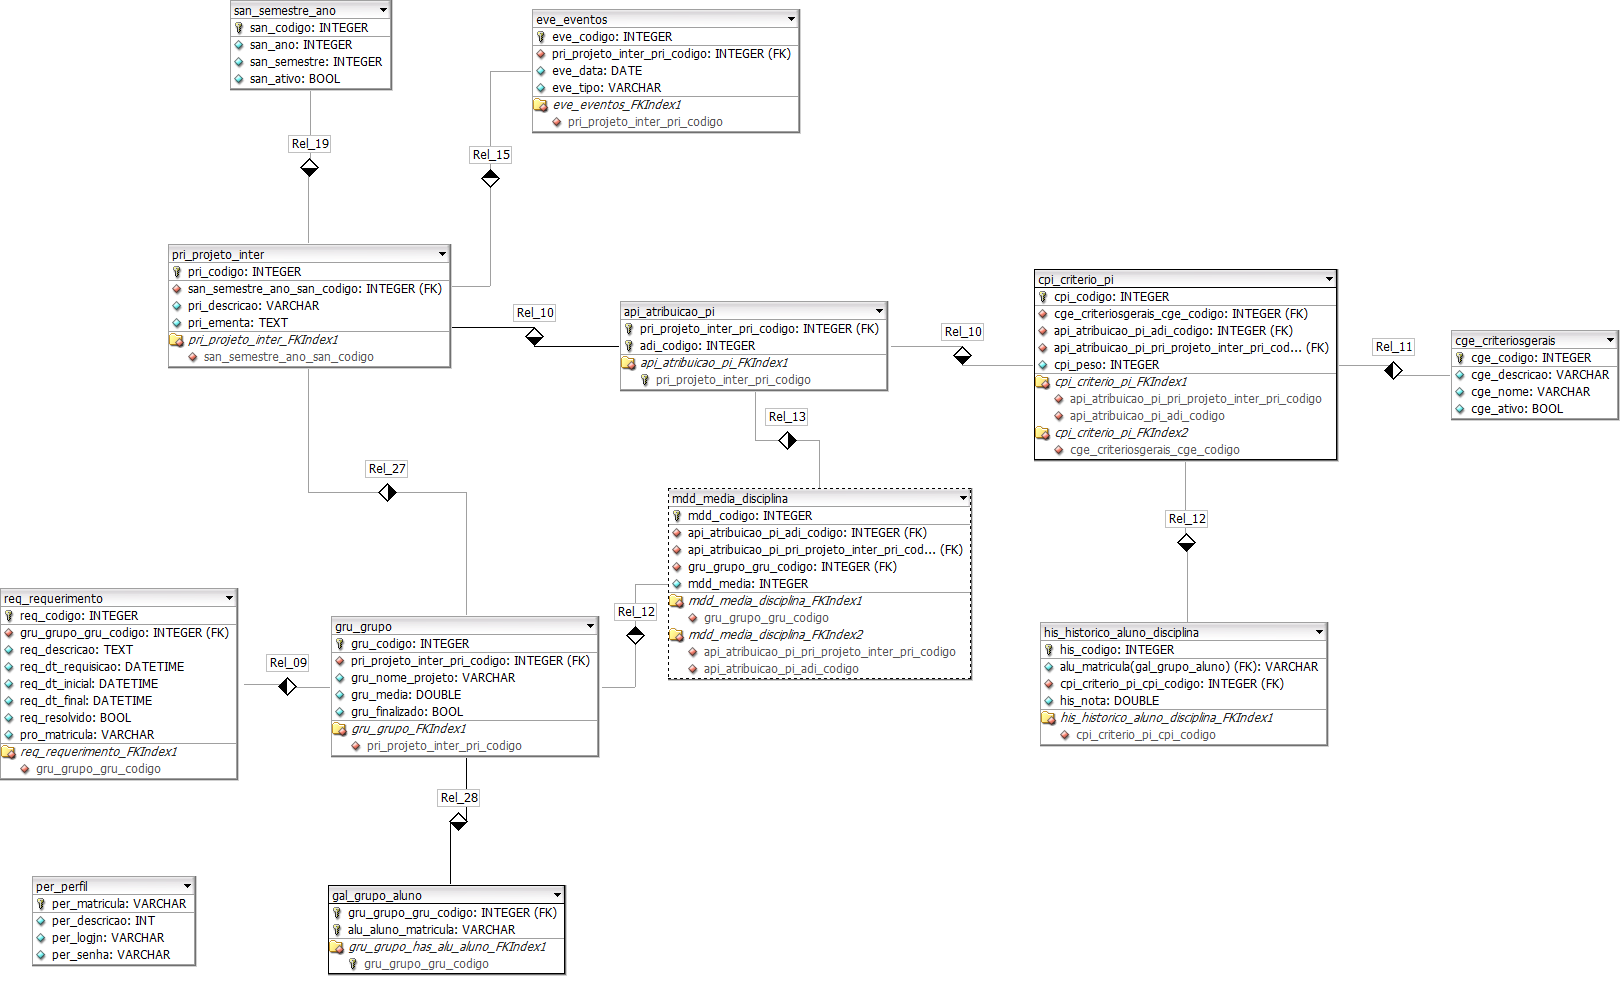 san_semestre_ano
san_codigo: INTEGER
san_ano: INTEGER
san_semestre: INTEGER
san_ativo: BOOL
eve_eventos
eve_codigo: INTEGER
pri_projeto_inter_pri_codigo: INTEGER (FK)
eve_data: DATE
eve_tipo: VARCHAR
eve_eventos_FKIndex1
pri_projeto_inter_pri_codigo
Rel_19
Rel_15
pri_projeto_inter
pri_codigo: INTEGER
san_semestre_ano_san_codigo: INTEGER (FK)
pri_descricao: VARCHAR
pri_ementa: TEXT
pri_projeto_inter_FKIndex1
san_semestre_ano_san_codigo
Rel_10
api_atribuicao_pi
pri_projeto_inter_pri_codigo: INTEGER (FK)
adi_codigo: INTEGER
api_atribuicao_pi_FKIndex1
pri_projeto_inter_pri_codigo
Rel_10
cpi_criterio_pi
cpi_codigo: INTEGER
cge_criteriosgerais_cge_codigo: INTEGER (FK)
api_atribuicao_pi_adi_codigo: INTEGER (FK)
api_atribuicao_pi_pri_projeto_inter_pri_cod... (FK)
cpi_peso: INTEGER
cpi_criterio_pi_FKIndex1
api_atribuicao_pi_pri_projeto_inter_pri_codigo
api_atribuicao_pi_adi_codigo
cpi_criterio_pi_FKIndex2
cge_criteriosgerais_cge_codigo
Rel_11
cge_criteriosgerais
cge_codigo: INTEGER
cge_descricao: VARCHAR
cge_nome: VARCHAR
cge_ativo: BOOL
Rel_13
Rel_27
mdd_media_disciplina
mdd_codigo: INTEGER
api_atribuicao_pi_adi_codigo: INTEGER (FK)
api_atribuicao_pi_pri_projeto_inter_pri_cod... (FK)
gru_grupo_gru_codigo: INTEGER (FK)
mdd_media: INTEGER
mdd_media_disciplina_FKIndex1
gru_grupo_gru_codigo
mdd_media_disciplina_FKIndex2
api_atribuicao_pi_pri_projeto_inter_pri_codigo
api_atribuicao_pi_adi_codigo
Rel_12
req_requerimento
req_codigo: INTEGER
gru_grupo_gru_codigo: INTEGER (FK)
req_descricao: TEXT
req_dt_requisicao: DATETIME
req_dt_inicial: DATETIME
req_dt_final: DATETIME
req_resolvido: BOOL
pro_matricula: VARCHAR
req_requerimento_FKIndex1
gru_grupo_gru_codigo
Rel_09
gru_grupo
gru_codigo: INTEGER
pri_projeto_inter_pri_codigo: INTEGER (FK)
gru_nome_projeto: VARCHAR
gru_media: DOUBLE
gru_finalizado: BOOL
gru_grupo_FKIndex1
pri_projeto_inter_pri_codigo
Rel_12
his_historico_aluno_disciplina
his_codigo: INTEGER
alu_matricula(gal_grupo_aluno) (FK): VARCHAR
cpi_criterio_pi_cpi_codigo: INTEGER (FK)
his_nota: DOUBLE
his_historico_aluno_disciplina_FKIndex1
cpi_criterio_pi_cpi_codigo
Rel_28
per_perfil
per_matricula: VARCHAR
per_descricao: INT
per_logjn: VARCHAR
per_senha: VARCHAR
gal_grupo_aluno
gru_grupo_gru_codigo: INTEGER (FK)
alu_aluno_matricula: VARCHAR
gru_grupo_has_alu_aluno_FKIndex1
gru_grupo_gru_codigo